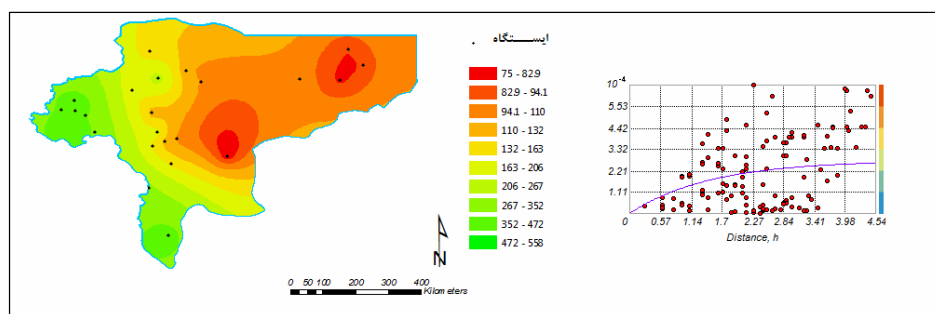 ایســـتگاه
75 - 82.9
82.9 - 94.1
94.1 - 110
110 - 132
132 - 163
163 - 206
206 - 267
267 - 352
352 - 472
472 - 558
N
0 50 100 200 300 400
Kilometers
10 -4
5.53
4.42
3.32
2.21
1.11
0 0.57 1.14 1.7 2.27 2.84 3.41 3.98 4.54
Distance, h